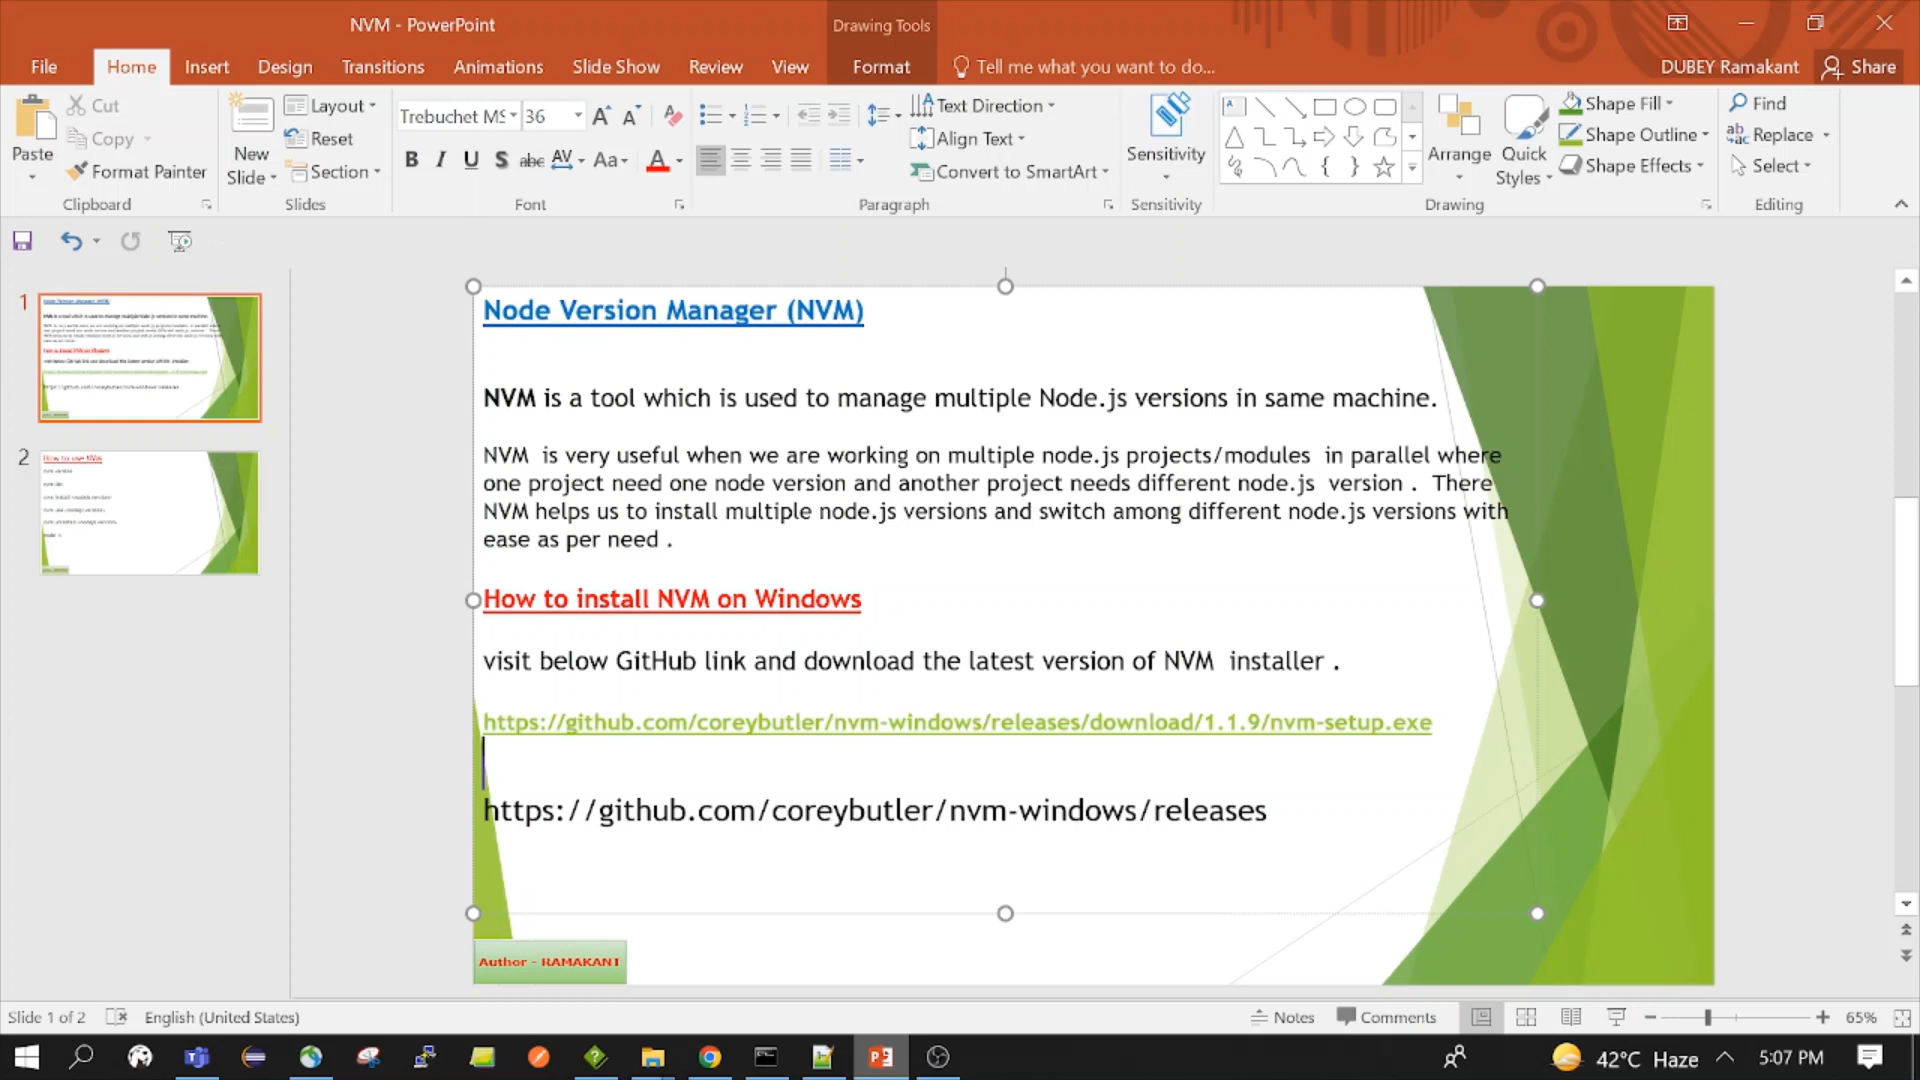 NVM - PowerPoint
Drawing Tools
File
Home
Insert
Design
Transitions
Animations
Slide Show
Review
View
Format
Tell me what you want to do...
DUBEY Ramakant
Share
Paste
Cut
Copy
Format Painter
Clipboard
New
Slide
Layout
Reset
Section
Slides
Trebuchet MS
36
B I U S abc AV Aa A
Font
Text Direction
Align Text
Convert to SmartArt
Paragraph
Sensitivity
Sensitivity
Arrange
Quick
Styles
Shape Fill
Shape Outline
Shape Effects
Drawing
Find
Replace
Select
Editing
1
2
How to use NVM
Node Version Manager (NVM)
NVM is a tool which is used to manage multiple Node.js versions in same machine.
NVM is very useful when we are working on multiple node.js projects/modules in parallel where
one project need one node version and another project needs different node.js version . There
NVM helps us to install multiple node.js versions and switch among different node.js versions with
ease as per need .
How to install NVM on Windows
visit below GitHub link and download the latest version of NVM installer .
https://github.com/coreybutler/nvm-windows/releases/download/1.1.9/nvm-setup.exe
https://github.com/coreybutler/nvm-windows/releases
Author - RAMAKANT
Slide 1 of 2
English (United States)
Notes
Comments
65%
42°C Haze
5:07 PM